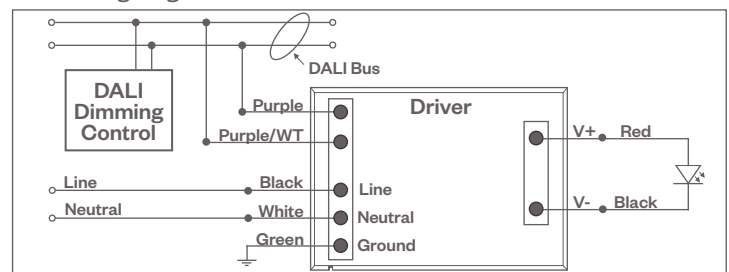 DALI Bus
DALI
Dimming
Control
Driver
Purple
Purple/WT
V+ Red
Line Black Line
Neutral White Neutral
V- Black
Green Ground